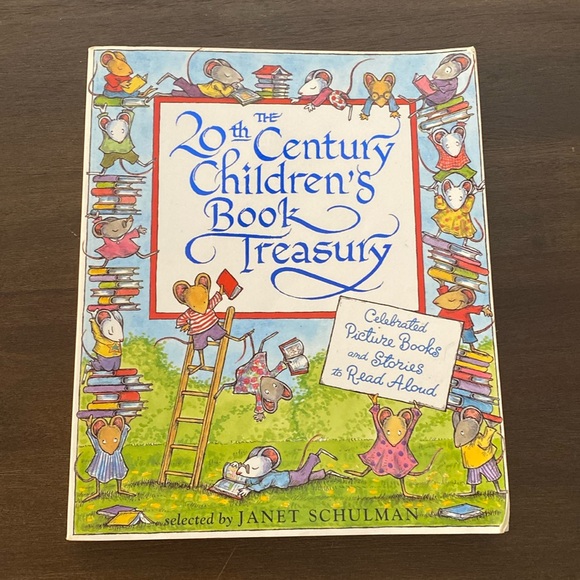 THE
20th Century
Children's
Book
Treasury
Celebrated
Picture Books
and Stories
to Read Aloud
selected by JANET SCHULMAN